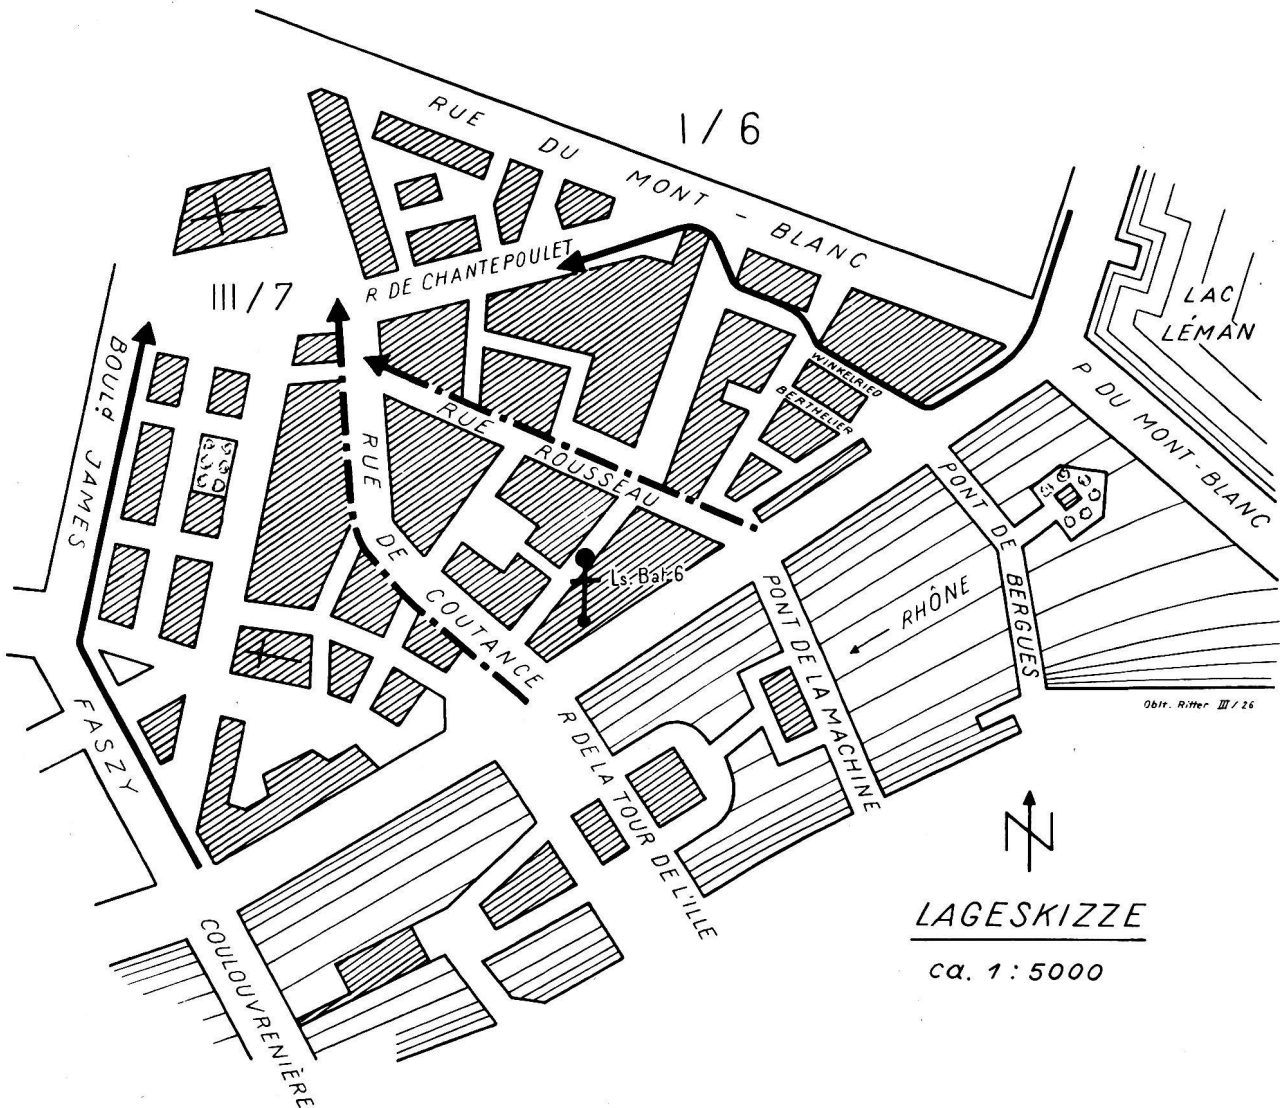 RUE DU MONT - BLANC
I / 6
R DE CHANTEPOULET
III / 7
LAC
LÉMAN
BOULd. JAMES
FASZY
WINKELRIED
BERTHELIER
P DU MONT-BLANC
RUE ROUSSEAU
RUE DE COUTANCE
Ls. Bat. 6
PONT DE BERGUES
PONT DE LA MACHINE
RHÔNE
Oblt. Ritter III / 26
R DE LA TOUR DE L'ILLE
N
COULOUVRENIÈRE
LAGESKIZZE
ca. 1 : 5000